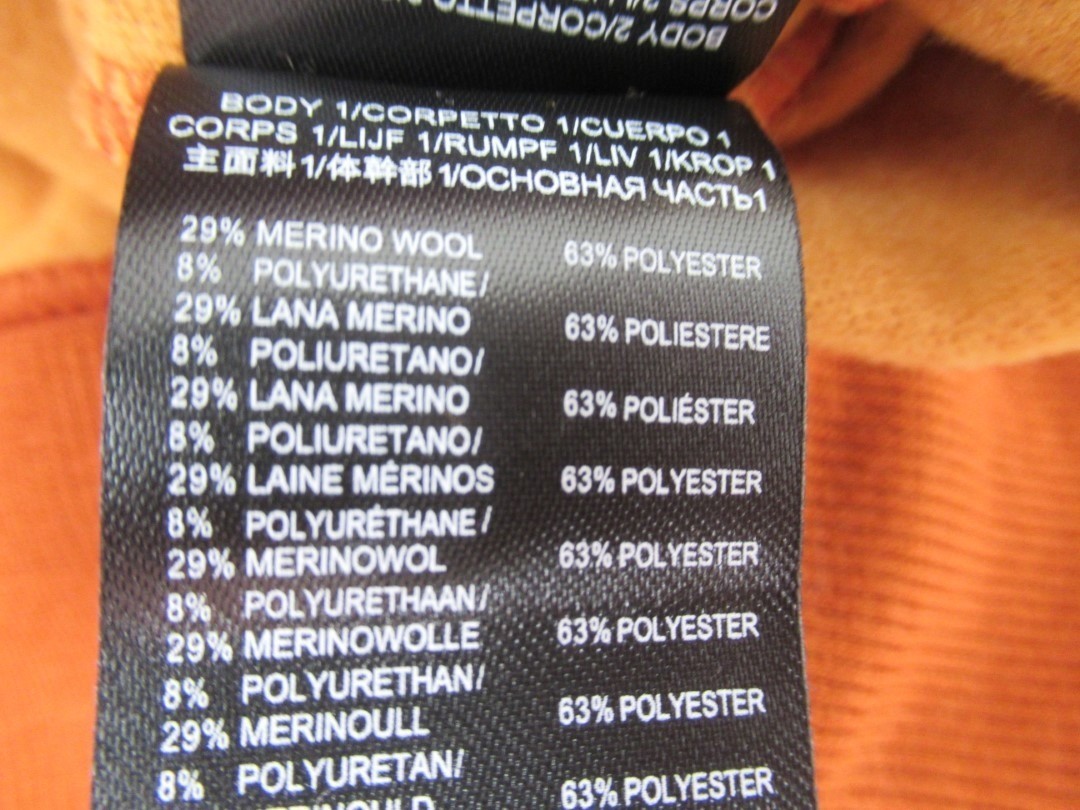 BODY 2/CORPETTO
BODY 1/CORPETTO 1/CUERPO 1
CORPS 1/LIJF 1/RUMPF 1/LIV 1/KROP 1
主面料1/体幹部1/ОСНОВНАЯ ЧАСТЬ1
29% MERINO WOOL 63% POLYESTER
8% POLYURETHANE/
29% LANA MERINO 63% POLIESTERE
8% POLIURETANO/
29% LANA MERINO 63% POLIÉSTER
8% POLIURETANO/
29% LAINE MÉRINOS 63% POLYESTER
8% POLYURÉTHANE/
29% MERINOWOL 63% POLYESTER
8% POLYURETHAAN/
29% MERINOWOLLE 63% POLYESTER
8% POLYURETHAN/
29% MERINOULL 63% POLYESTER
8% POLYURETAN/
63% POLYESTER